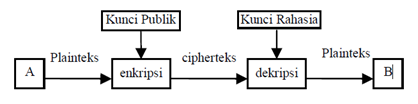 Kunci Publik
Kunci Rahasia
Plainteks
cipherteks
Plainteks
A
enkripsi
dekripsi
B